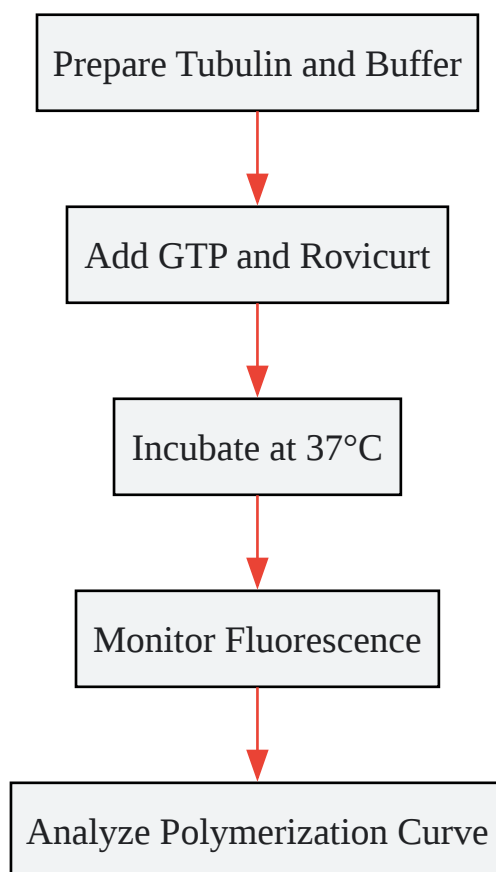 Prepare Tubulin and Buffer
Add GTP and Rovicurt
Incubate at 37°C
Monitor Fluorescence
Analyze Polymerization Curve